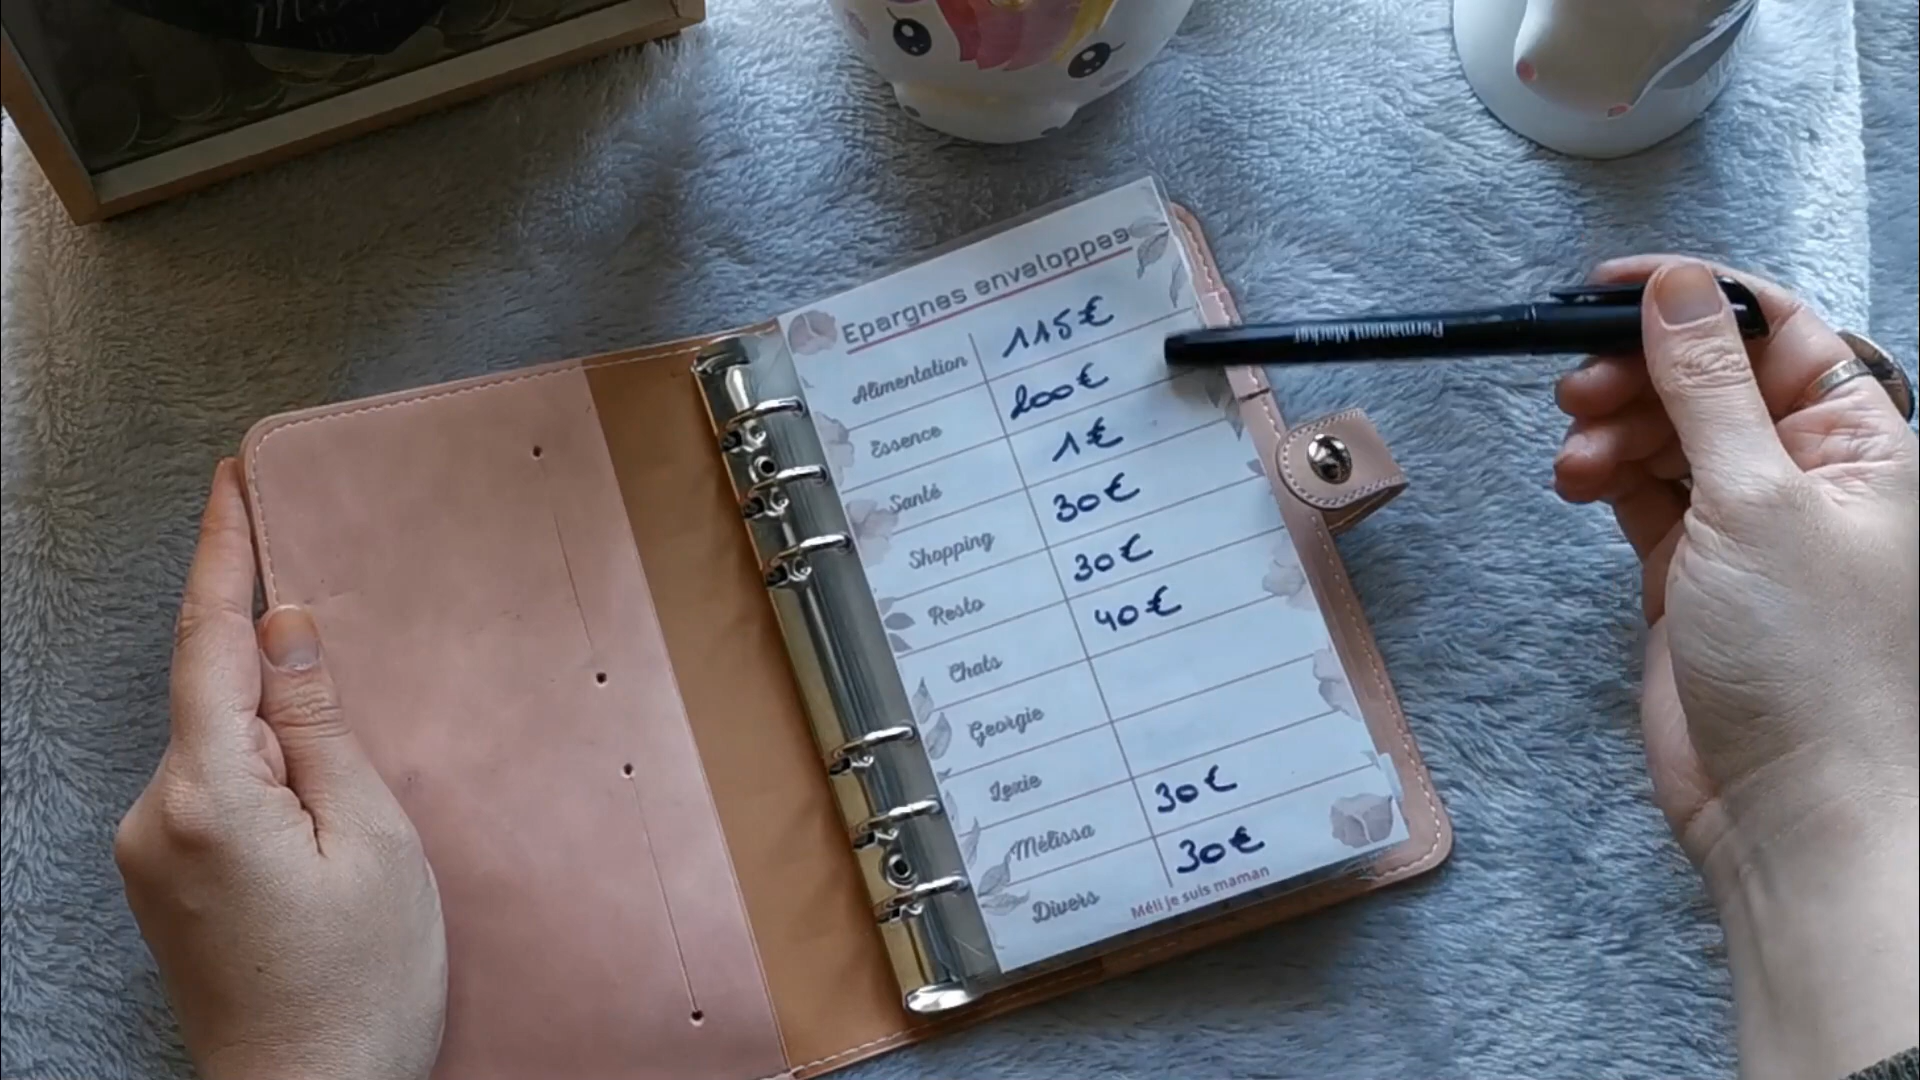 Epargnes enveloppes
Alimentation 115€
Essence 200€
Santé 1€
Shopping 30€
Resto 30€
Chats 40€
Georgie
Lexie
Mélissa 30€
Divers 30€
Méli je suis maman
Permanent Marker